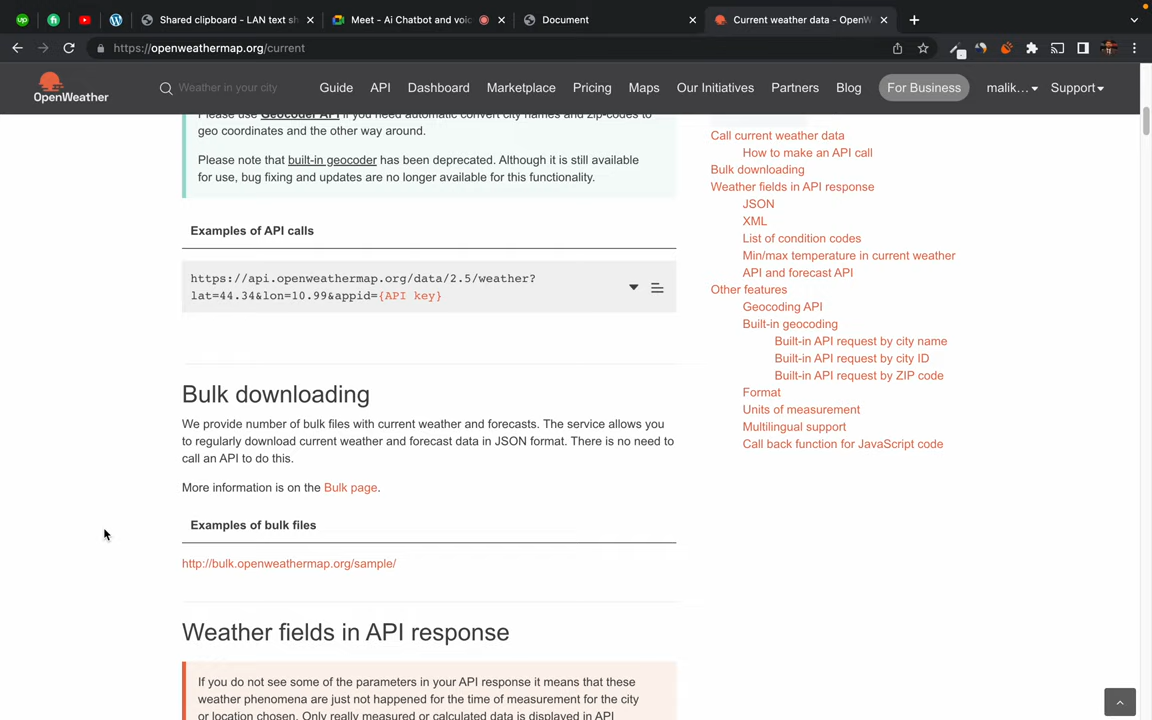 Shared clipboard - LAN text sh
Meet - Ai Chatbot and voic
Document
Current weather data - OpenW
https://openweathermap.org/current
OpenWeather
Weather in your city
Guide
API
Dashboard
Marketplace
Pricing
Maps
Our Initiatives
Partners
Blog
For Business
malik...
Support
Please use Geocoder API if you need automatic convert city names and zip-codes to
geo coordinates and the other way around.
Please note that built-in geocoder has been deprecated. Although it is still available
for use, bug fixing and updates are no longer available for this functionality.
Examples of API calls
https://api.openweathermap.org/data/2.5/weather?
lat=44.34&lon=10.99&appid={API key}
Bulk downloading
We provide number of bulk files with current weather and forecasts. The service allows you
to regularly download current weather and forecast data in JSON format. There is no need to
call an API to do this.
More information is on the Bulk page.
Examples of bulk files
http://bulk.openweathermap.org/sample/
Weather fields in API response
If you do not see some of the parameters in your API response it means that these
weather phenomena are just not happened for the time of measurement for the city
or location chosen. Only really measured or calculated data is displayed in API
Call current weather data
How to make an API call
Bulk downloading
Weather fields in API response
JSON
XML
List of condition codes
Min/max temperature in current weather
API and forecast API
Other features
Geocoding API
Built-in geocoding
Built-in API request by city name
Built-in API request by city ID
Built-in API request by ZIP code
Format
Units of measurement
Multilingual support
Call back function for JavaScript code